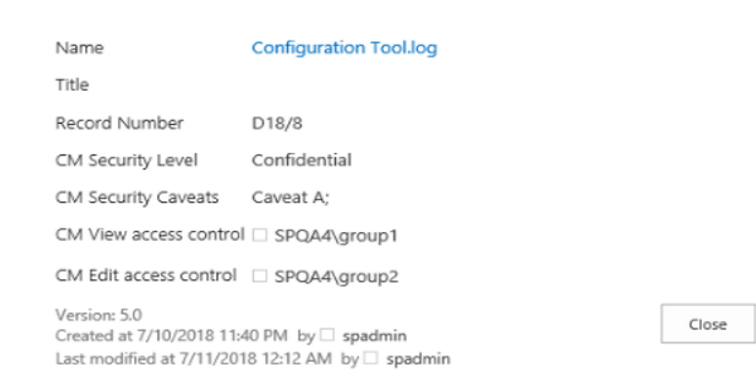 Name Configuration Tool.log
Title
Record Number D18/8
CM Security Level Confidential
CM Security Caveats Caveat A;
CM View access control SPQA4\group1
CM Edit access control SPQA4\group2
Version: 5.0
Created at 7/10/2018 11:40 PM by spadmin
Close
Last modified at 7/11/2018 12:12 AM by spadmin